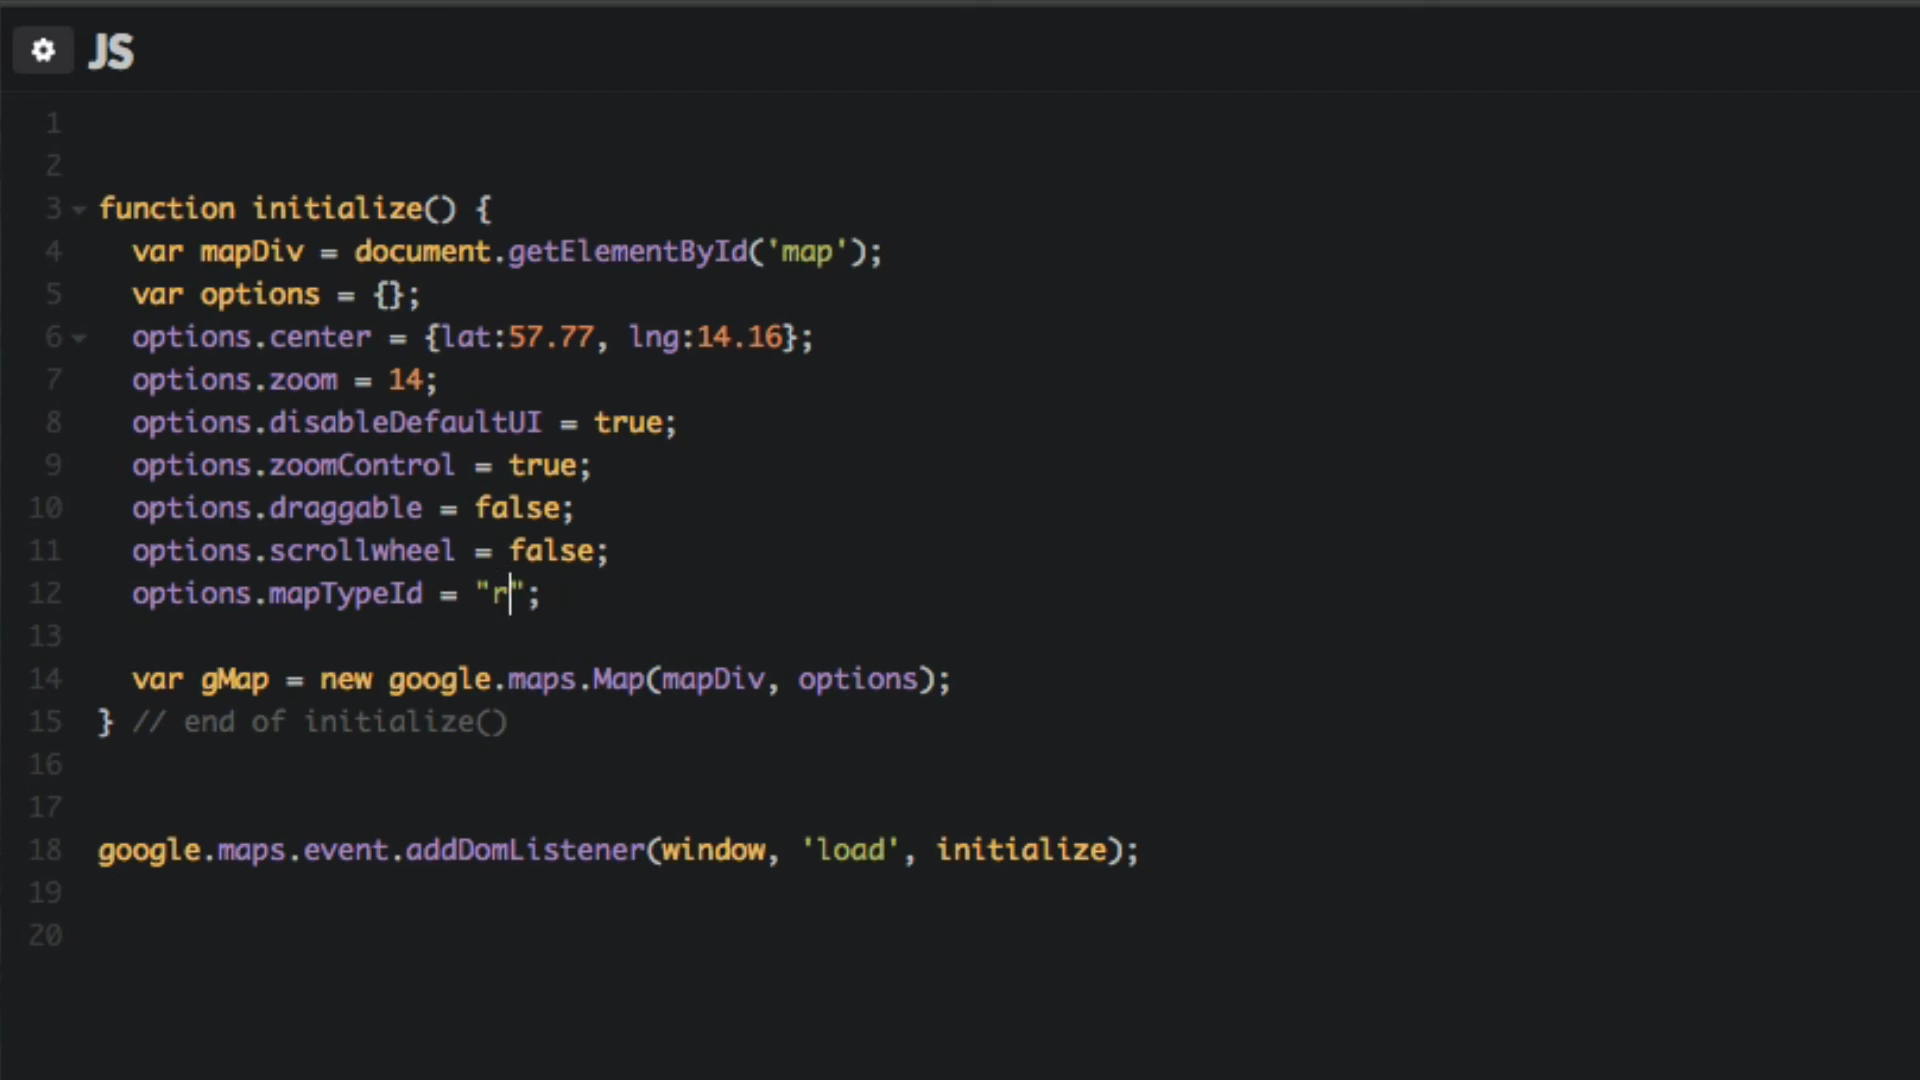 JS
1
2
3 function initialize() {
4 var mapDiv = document.getElementById('map');
5 var options = {};
6 options.center = {lat:57.77, lng:14.16};
7 options.zoom = 14;
8 options.disableDefaultUI = true;
9 options.zoomControl = true;
10 options.draggable = false;
11 options.scrollwheel = false;
12 options.mapTypeId = "r";
13
14 var gMap = new google.maps.Map(mapDiv, options);
15 } // end of initialize()
16
17
18 google.maps.event.addDomListener(window, 'load', initialize);
19
20